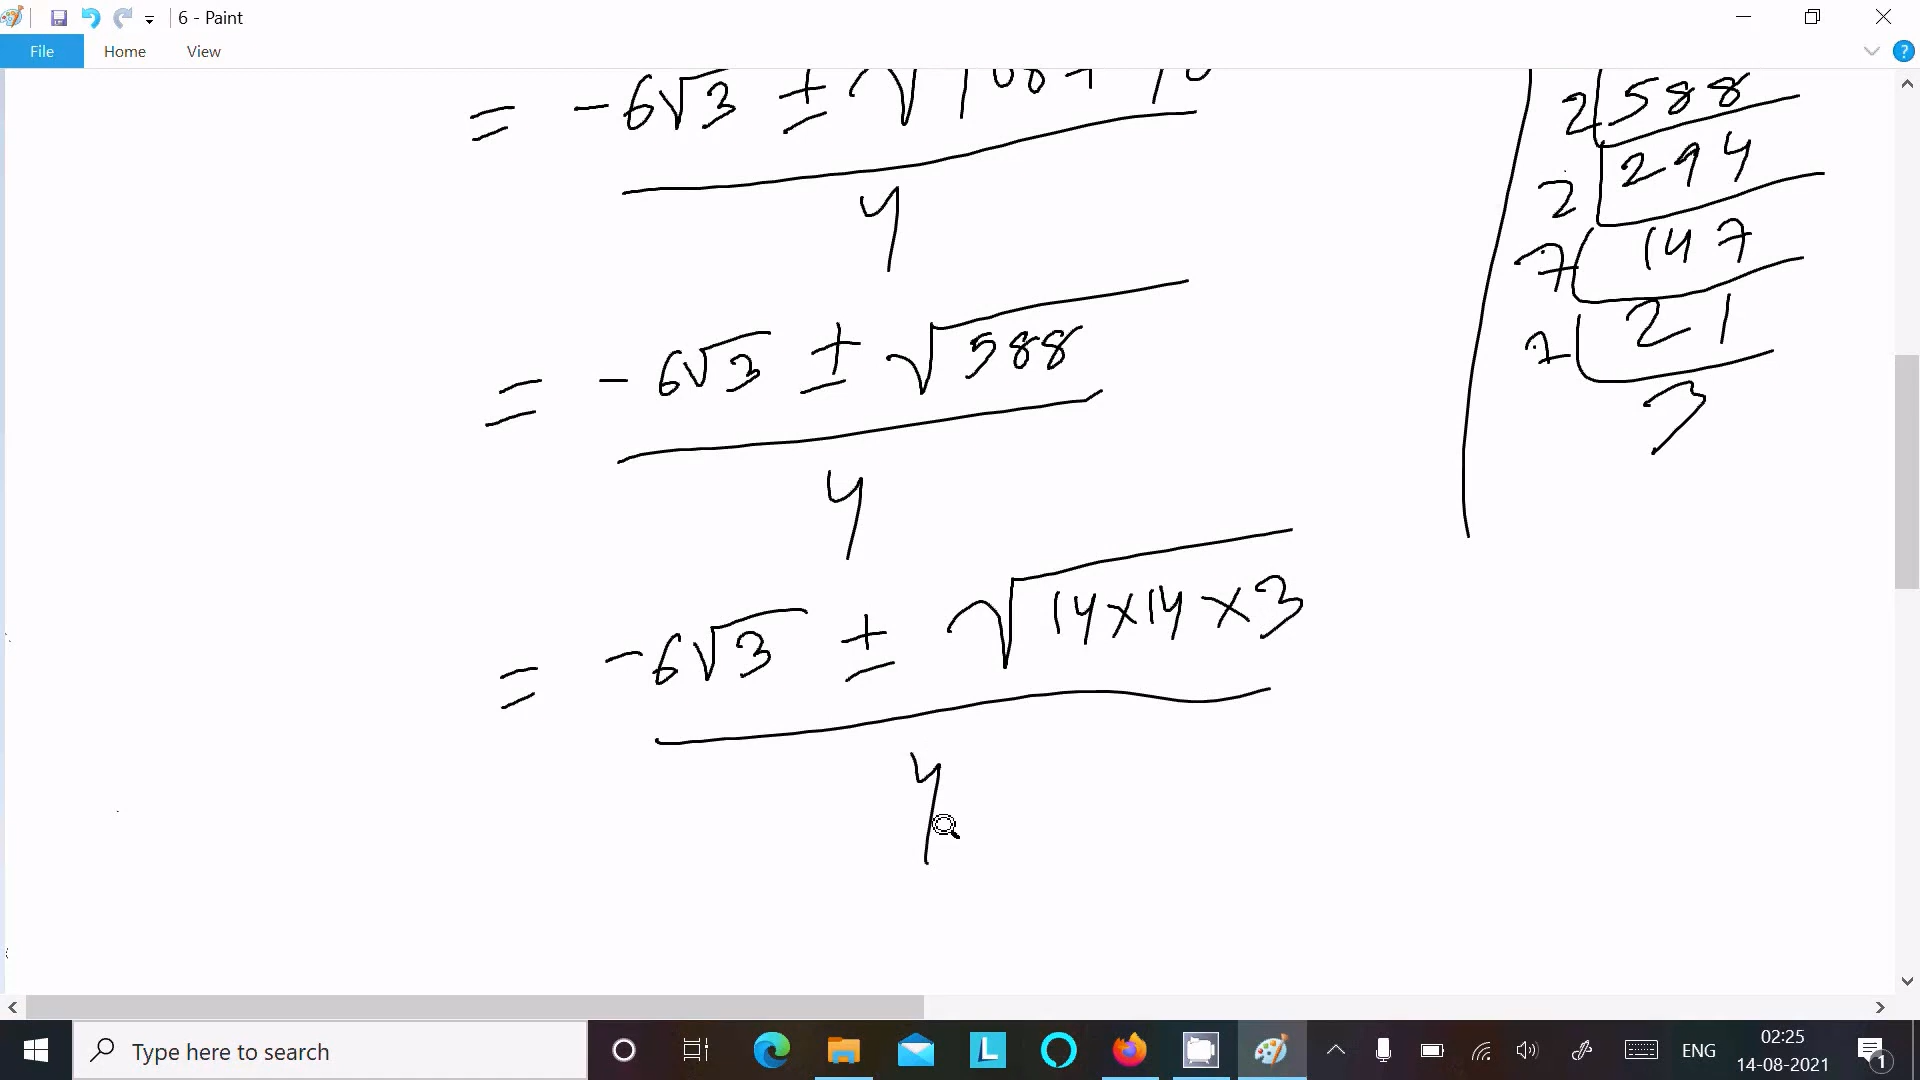 6 - Paint
File Home View
= -6√3 ±
4
= -6√3 ± √588
4
= -6√3 ± √14×14×3
4
2 588
2 294
7 147
7 21
3
Type here to search
L
ENG
02:25
14-08-2021
1